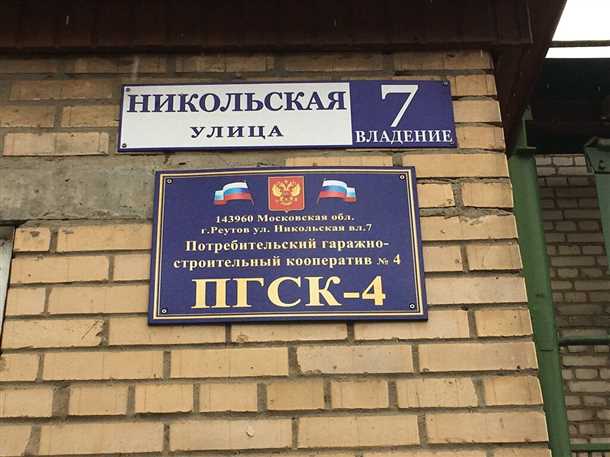 НИКОЛЬСКАЯ
УЛИЦА
7
ВЛАДЕНИЕ
143960 Московская обл.
г.Реутов ул. Никольская вл.7
Потребительский гаражно-
строительный кооператив № 4
ПГСК-4